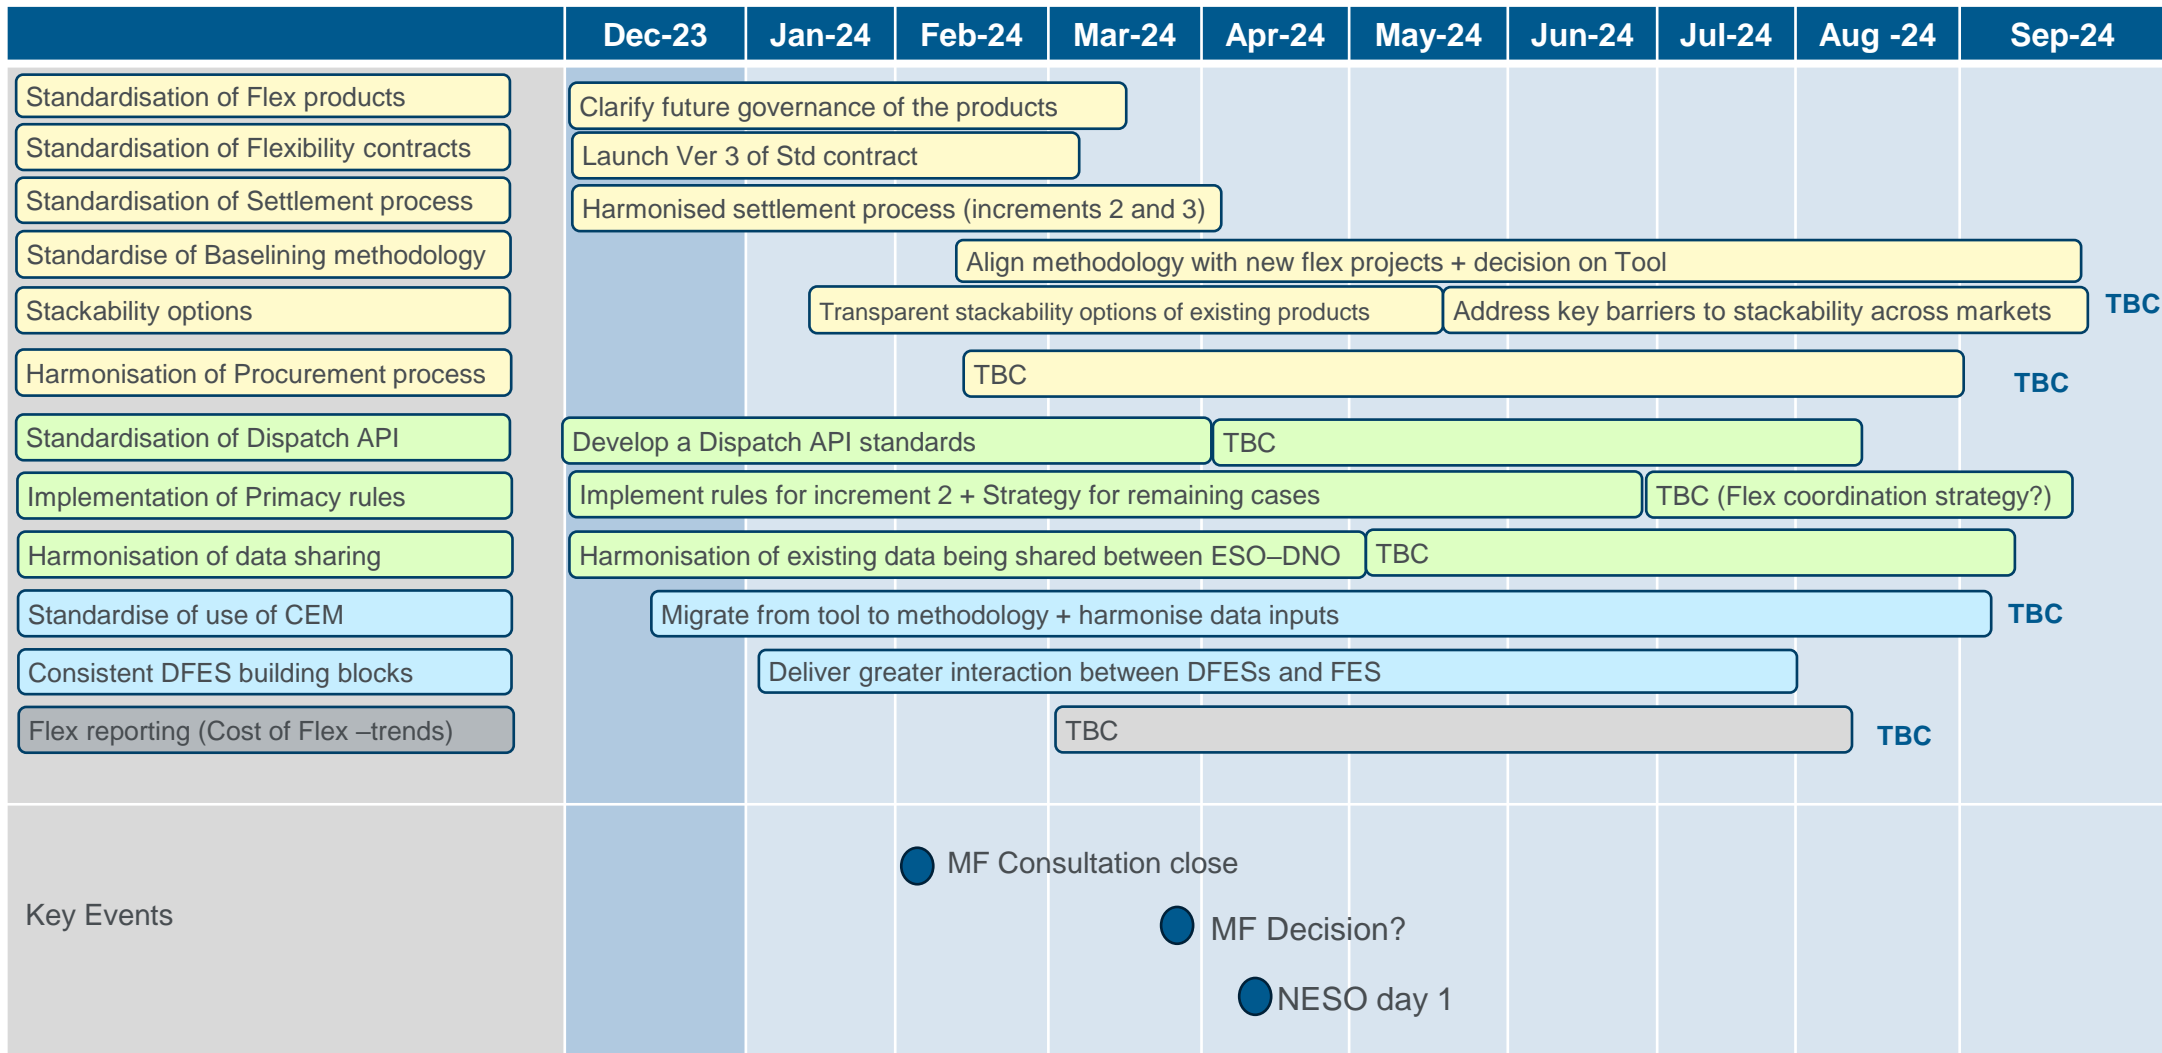 Dec-23 Jan-24 Feb-24 Mar-24 Apr-24 May-24 Jun-24 Jul-24 Aug -24 Sep-24
Standardisation of Flex products
Clarify future governance of the products
Standardisation of Flexibility contracts
Launch Ver 3 of Std contract
Standardisation of Settlement process
Harmonised settlement process (increments 2 and 3)
Standardise of Baselining methodology
Align methodology with new flex projects + decision on Tool
Stackability options
Transparent stackability options of existing products
Address key barriers to stackability across markets
TBC
Harmonisation of Procurement process
TBC
TBC
Standardisation of Dispatch API
Develop a Dispatch API standards
TBC
Implementation of Primacy rules
Implement rules for increment 2 + Strategy for remaining cases
TBC (Flex coordination strategy?)
Harmonisation of data sharing
Harmonisation of existing data being shared between ESO–DNO
TBC
Standardise of use of CEM
Migrate from tool to methodology + harmonise data inputs
TBC
Consistent DFES building blocks
Deliver greater interaction between DFESs and FES
Flex reporting (Cost of Flex –trends)
TBC
TBC
Key Events
MF Consultation close
MF Decision?
NESO day 1